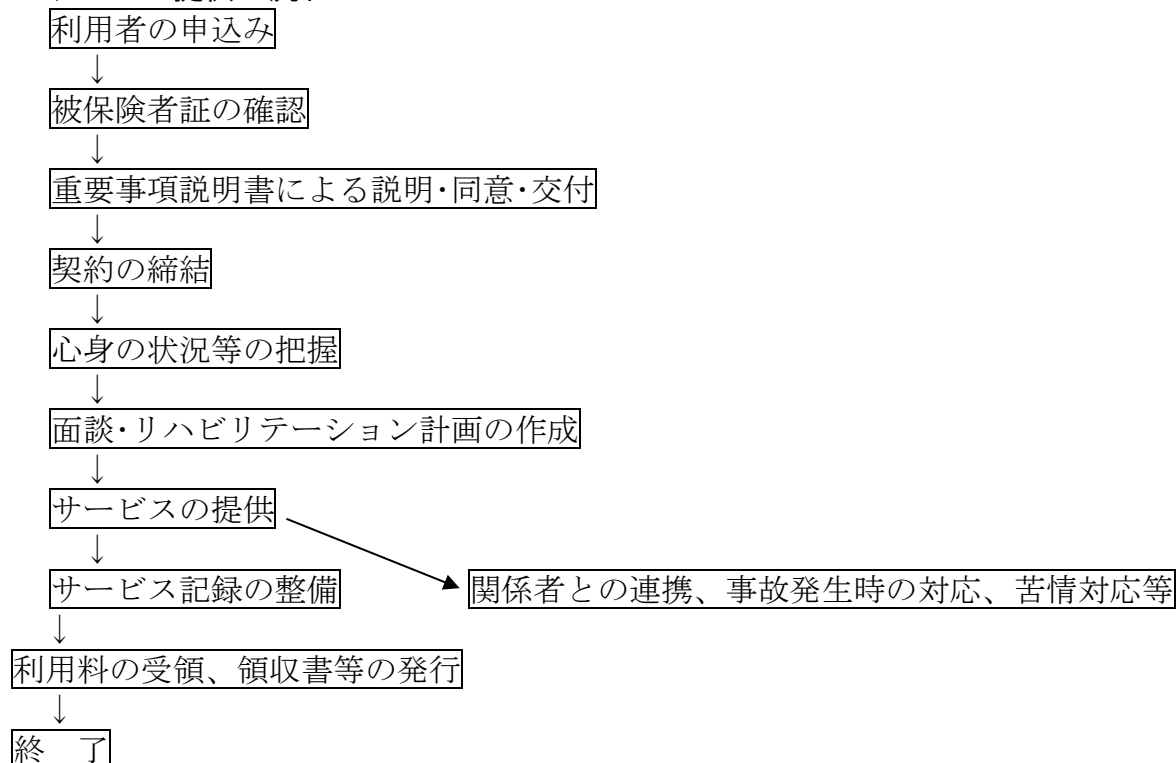 利用者の申込み
↓
被保険者証の確認
↓
重要事項説明書による説明･同意･交付
↓
契約の締結
↓
心身の状況等の把握
↓
面談･リハビリテーション計画の作成
↓
サービスの提供
↓
サービス記録の整備 関係者との連携、事故発生時の対応、苦情対応等
↓
利用料の受領、領収書等の発行
↓
終　了